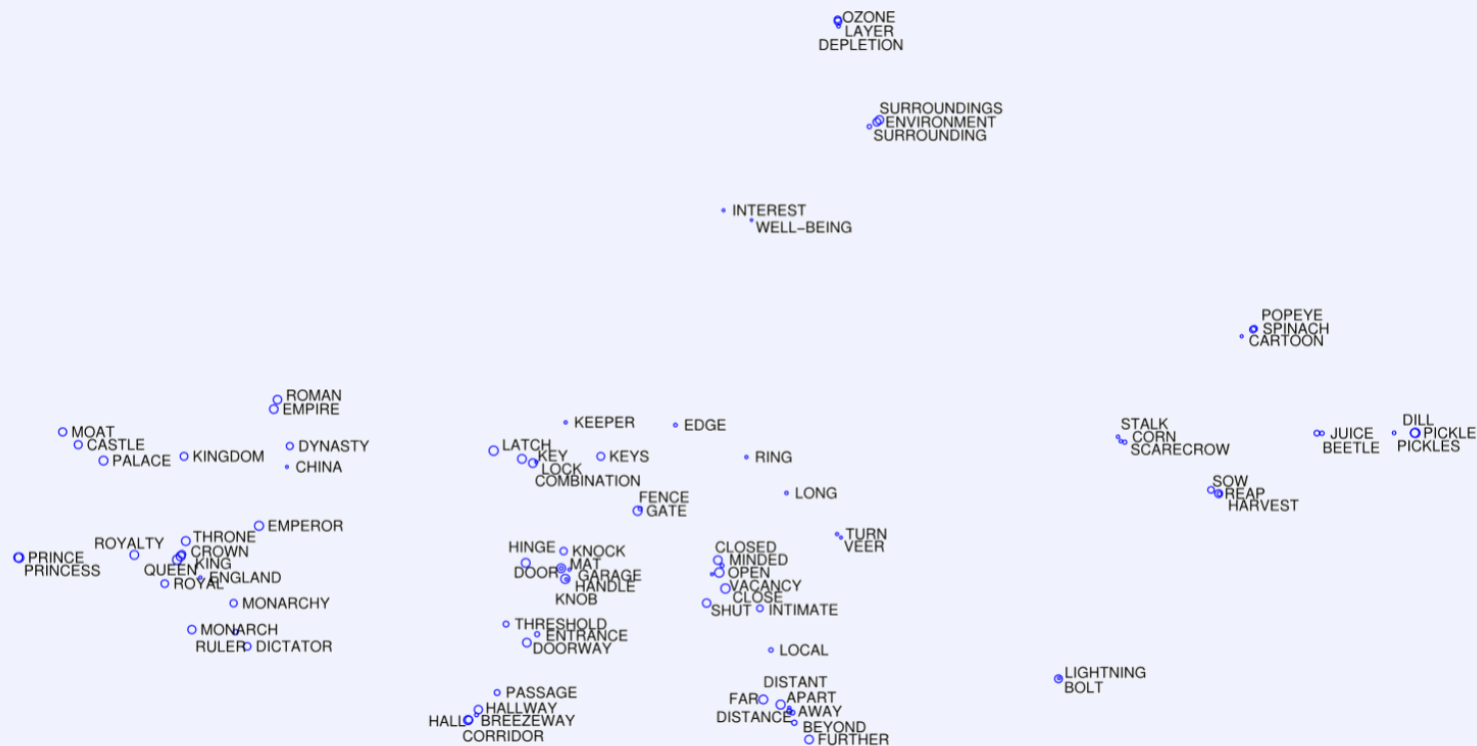 OZONE
LAYER
DEPLETION
SURROUNDINGS
ENVIRONMENT
SURROUNDING
INTEREST
WELL-BEING
POPEYE
SPINACH
CARTOON
ROMAN
EMPIRE
MOAT
CASTLE
PALACE
KINGDOM
DYNASTY
CHINA
KEEPER
EDGE
LATCH
KEY
LOCK
COMBINATION
KEYS
RING
LONG
FENCE
GATE
STALK
CORN
SCARECROW
JUICE
BEETLE
DILL
PICKLE
PICKLES
SOW
REAP
HARVEST
EMPEROR
THRONE
ROYALTY
CROWN
KING
QUEEN
ENGLAND
ROYAL
PRINCE
PRINCESS
MONARCHY
MONARCH
RULER
DICTATOR
HINGE
KNOCK
MAT
DOOR
GARAGE
HANDLE
KNOB
TURN
VEER
CLOSED
MINDED
OPEN
VACANCY
CLOSE
SHUT
INTIMATE
THRESHOLD
ENTRANCE
DOORWAY
LOCAL
PASSAGE
HALLWAY
HALL
BREEZEWAY
CORRIDOR
DISTANT
FAR
APART
AWAY
DISTANCE
BEYOND
FURTHER
LIGHTNING
BOLT